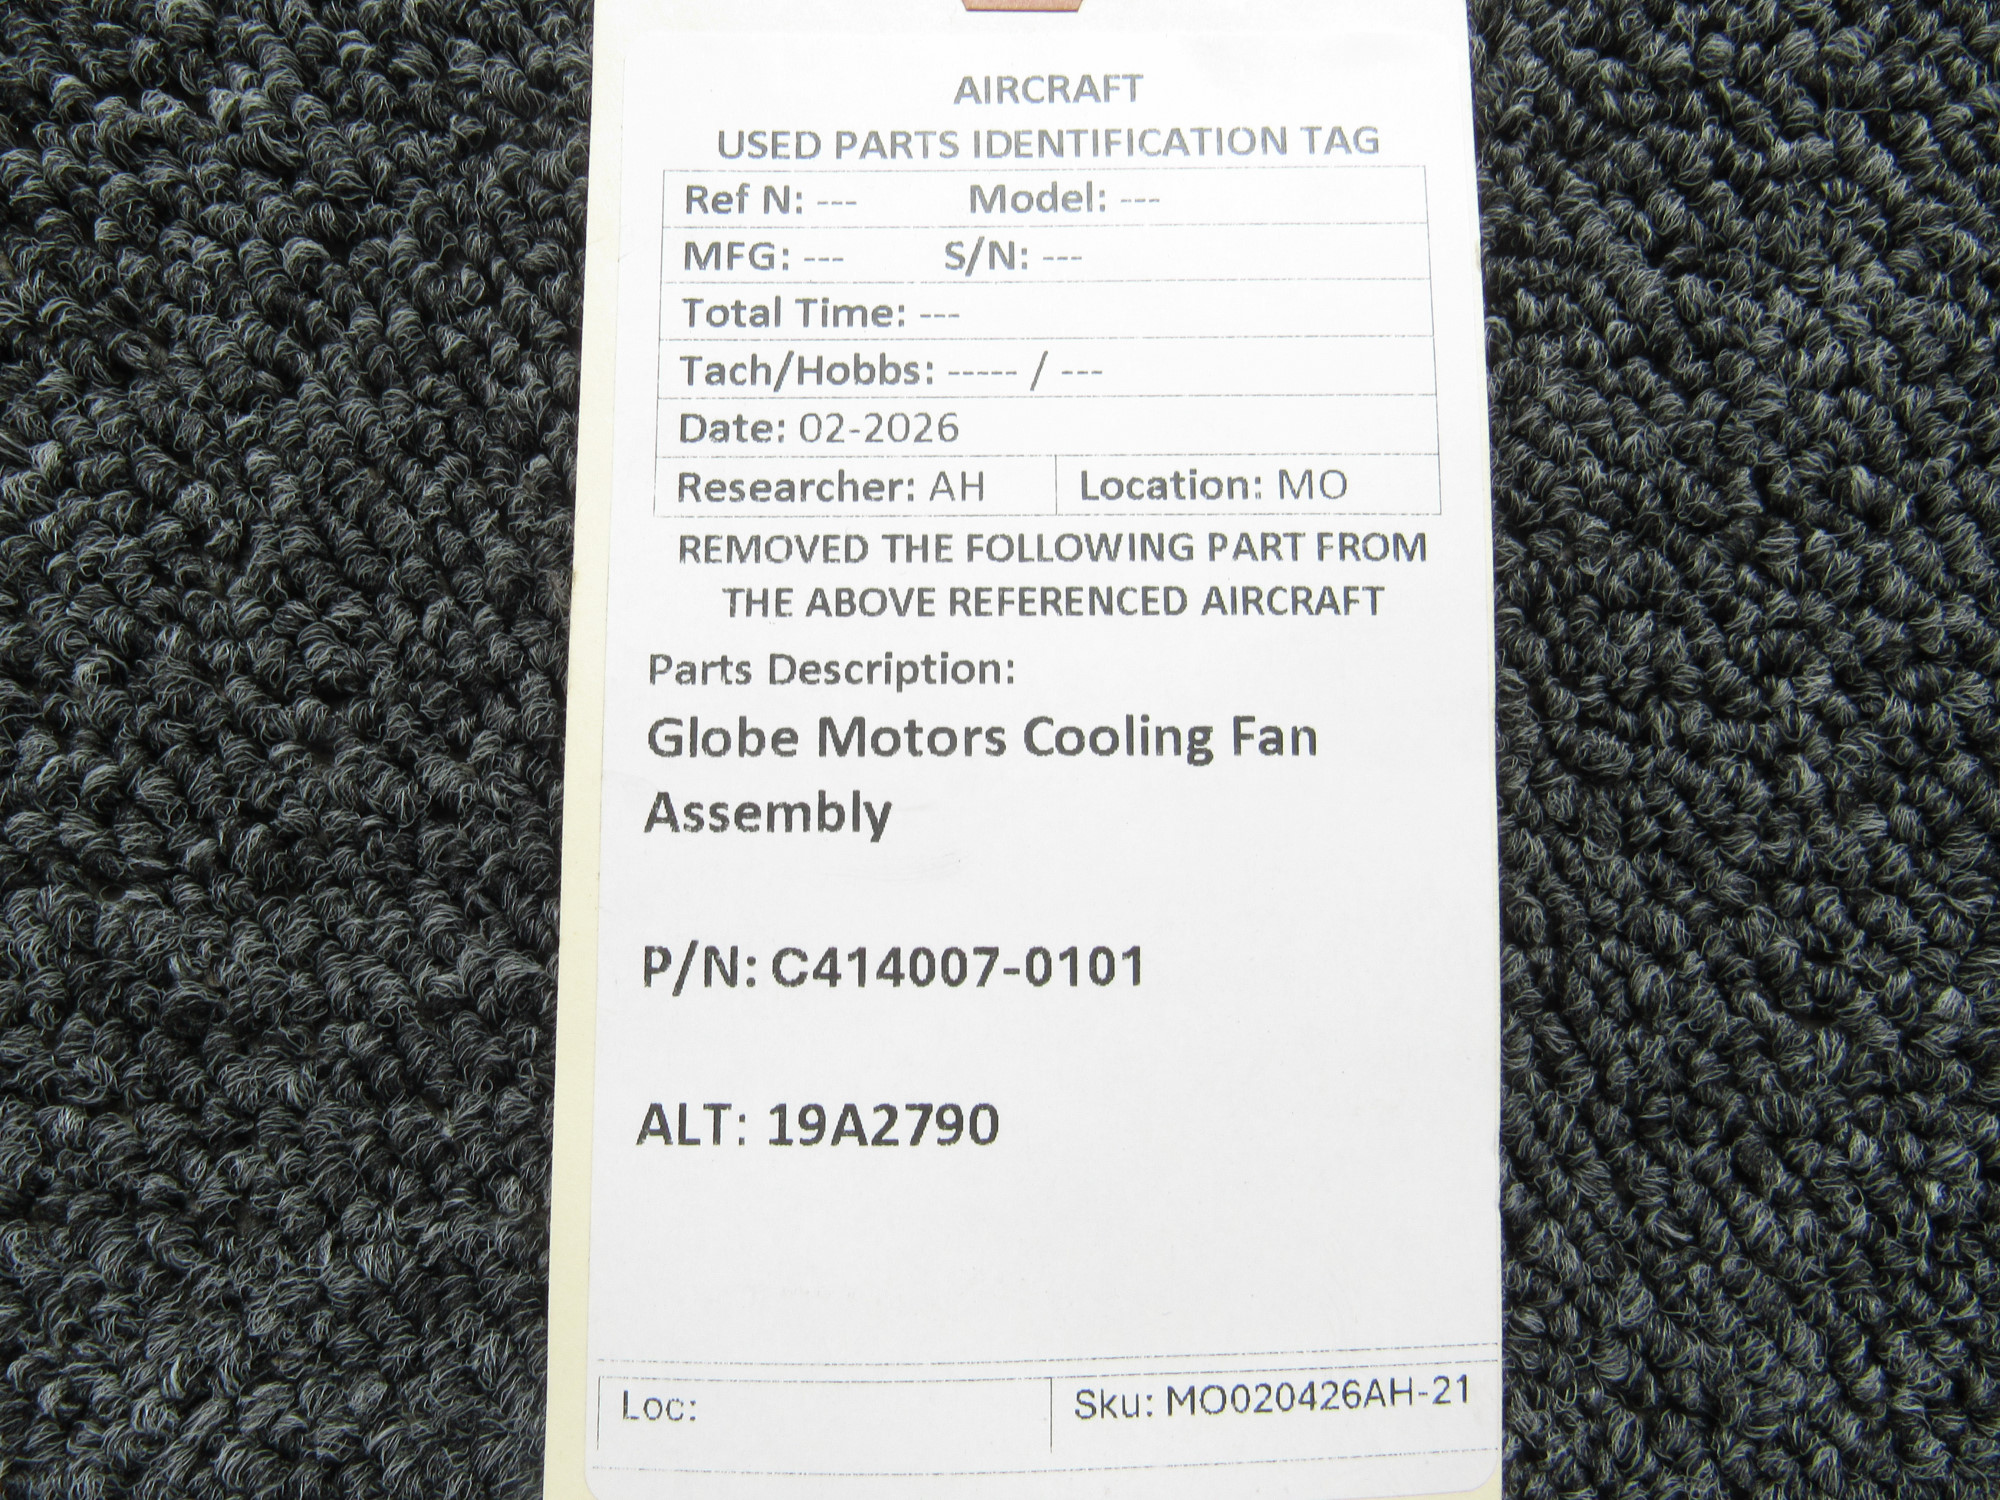 AIRCRAFT
USED PARTS IDENTIFICATION TAG
Ref N: --- Model: ---
MFG: --- S/N: ---
Total Time: ---
Tach/Hobbs: ----- / ---
Date: 02-2026
Researcher: AH Location: MO
REMOVED THE FOLLOWING PART FROM
THE ABOVE REFERENCED AIRCRAFT
Parts Description:
Globe Motors Cooling Fan
Assembly
P/N: C414007-0101
ALT: 19A2790
Loc: Sku: MO020426AH-21